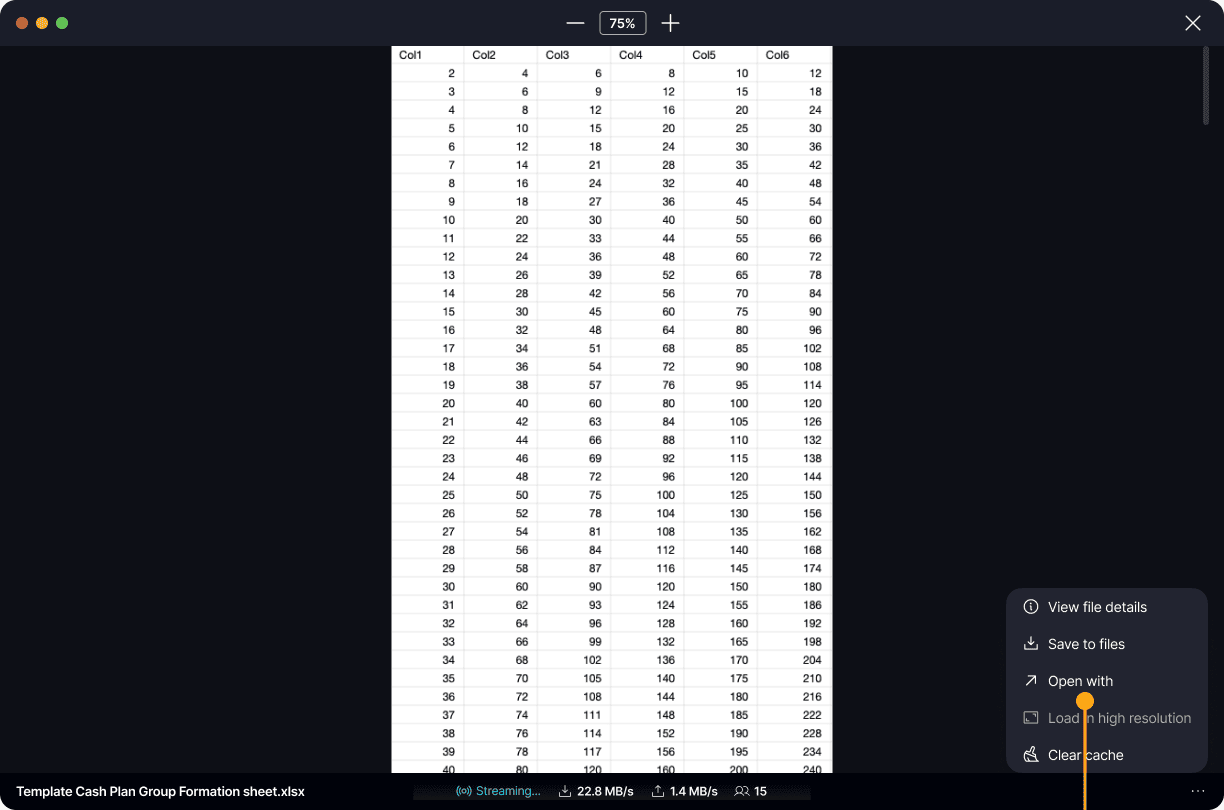 75%
Col1 Col2 Col3 Col4 Col5 Col6
2 4 6 8 10 12
3 6 9 12 15 18
4 8 12 16 20 24
5 10 15 20 25 30
6 12 18 24 30 36
7 14 21 28 35 42
8 16 24 32 40 48
9 18 27 36 45 54
10 20 30 40 50 60
11 22 33 44 55 66
12 24 36 48 60 72
13 26 39 52 65 78
14 28 42 56 70 84
15 30 45 60 75 90
16 32 48 64 80 96
17 34 51 68 85 102
18 36 54 72 90 108
19 38 57 76 95 114
20 40 60 80 100 120
21 42 63 84 105 126
22 44 66 88 110 132
23 46 69 92 115 138
24 48 72 96 120 144
25 50 75 100 125 150
26 52 78 104 130 156
27 54 81 108 135 162
28 56 84 112 140 168
29 58 87 116 145 174
30 60 90 120 150 180
31 62 93 124 155 186
32 64 96 128 160 192
33 66 99 132 165 198
34 68 102 136 170 204
35 70 105 140 175 210
36 72 108 144 180 216
37 74 111 148 185 222
38 76 114 152 190 228
39 78 117 156 195 234
40 80 120 160 200 240
View file details
Save to files
Open with
Load in high resolution
Clear cache
Template Cash Plan Group Formation sheet.xlsx
Streaming... 22.8 MB/s 1.4 MB/s 15